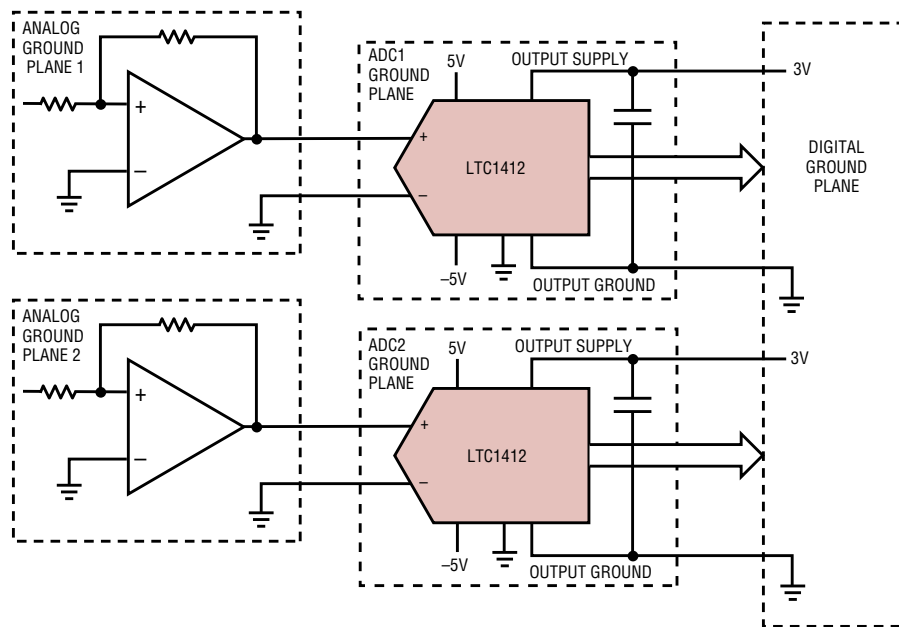 ANALOG
GROUND
PLANE 1
+
–
ADC1
GROUND
PLANE
5V
OUTPUT SUPPLY
3V
+
–
LTC1412
–5V
OUTPUT GROUND
DIGITAL
GROUND
PLANE
ANALOG
GROUND
PLANE 2
+
–
ADC2
GROUND
PLANE
5V
OUTPUT SUPPLY
3V
+
–
LTC1412
–5V
OUTPUT GROUND